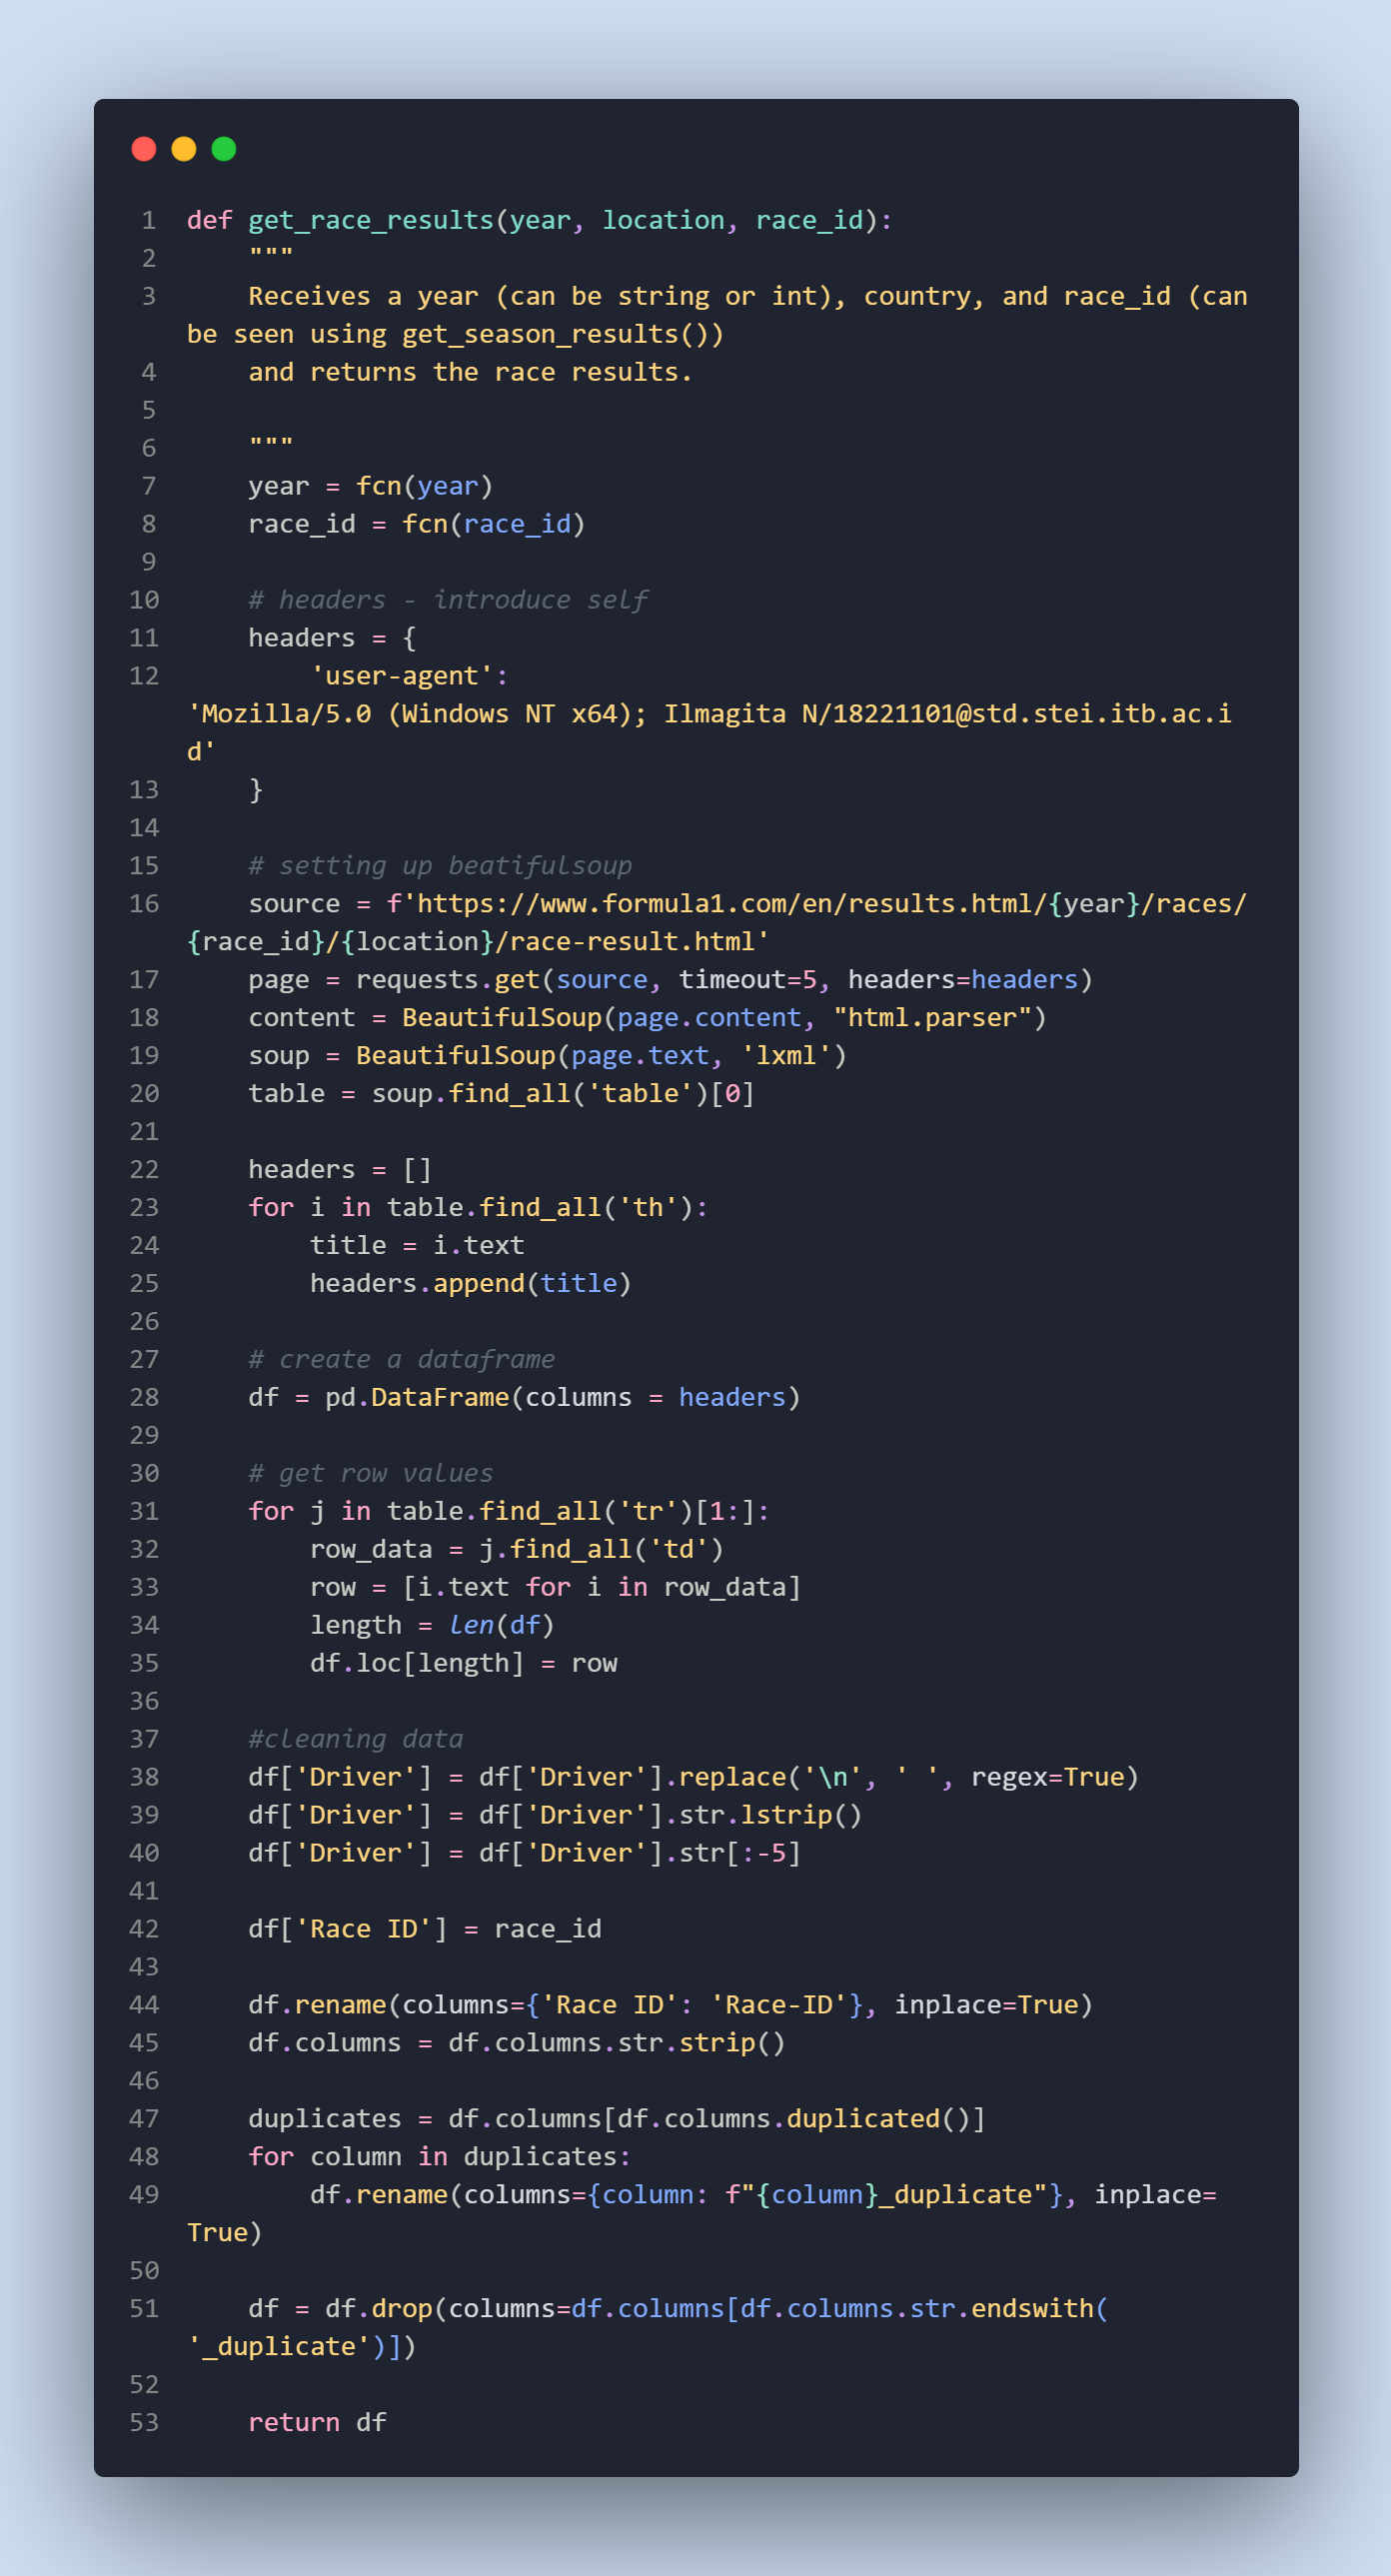 1 def get_race_results(year, location, race_id):
2     """
3     Receives a year (can be string or int), country, and race_id (can
be seen using get_season_results())
4     and returns the race results.
5
6     """
7     year = fcn(year)
8     race_id = fcn(race_id)
9
10     # headers - introduce self
11     headers = {
12         'user-agent':
'Mozilla/5.0 (Windows NT x64); Ilmagita N/18221101@std.stei.itb.ac.i
d'
13     }
14
15     # setting up beatifulsoup
16     source = f'https://www.formula1.com/en/results.html/{year}/races/
{race_id}/{location}/race-result.html'
17     page = requests.get(source, timeout=5, headers=headers)
18     content = BeautifulSoup(page.content, "html.parser")
19     soup = BeautifulSoup(page.text, 'lxml')
20     table = soup.find_all('table')[0]
21
22     headers = []
23     for i in table.find_all('th'):
24         title = i.text
25         headers.append(title)
26
27     # create a dataframe
28     df = pd.DataFrame(columns = headers)
29
30     # get row values
31     for j in table.find_all('tr')[1:]:
32         row_data = j.find_all('td')
33         row = [i.text for i in row_data]
34         length = len(df)
35         df.loc[length] = row
36
37     #cleaning data
38     df['Driver'] = df['Driver'].replace('\n', ' ', regex=True)
39     df['Driver'] = df['Driver'].str.lstrip()
40     df['Driver'] = df['Driver'].str[:-5]
41
42     df['Race ID'] = race_id
43
44     df.rename(columns={'Race ID': 'Race-ID'}, inplace=True)
45     df.columns = df.columns.str.strip()
46
47     duplicates = df.columns[df.columns.duplicated()]
48     for column in duplicates:
49         df.rename(columns={column: f"{column}_duplicate"}, inplace=
True)
50
51     df = df.drop(columns=df.columns[df.columns.str.endswith(
'_duplicate')])
52
53     return df